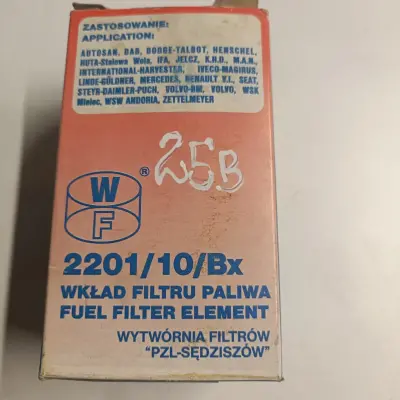 ZASTOSOWANIE:
APPLICATION:
AUTOSAN, DAB, DODGE-TALBOT, HENSCHEL,
HUTA-Stalowa Wola, IFA, JELCZ, K.H.D., M.A.N.,
INTERNATIONAL-HARVESTER, IVECO-MAGIRUS,
LINDE-GÜLDNER, MERCEDES, RENAULT V.I., SEAT,
STEYR-DAIMLER-PUCH, VOLVO-BM, VOLVO, WSK
Mielec, WSW ANDORIA, ZETTELMEYER
25B
W
F
®
2201/10/Bx
WKŁAD FILTRU PALIWA
FUEL FILTER ELEMENT
WYTWÓRNIA FILTRÓW
"PZL-SĘDZISZÓW"